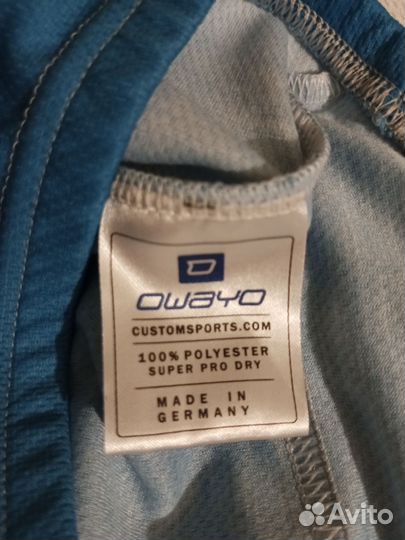 OWAYO
CUSTOMSPORTS.COM
100% POLYESTER
SUPER PRO DRY
MADE IN
GERMANY
Avito